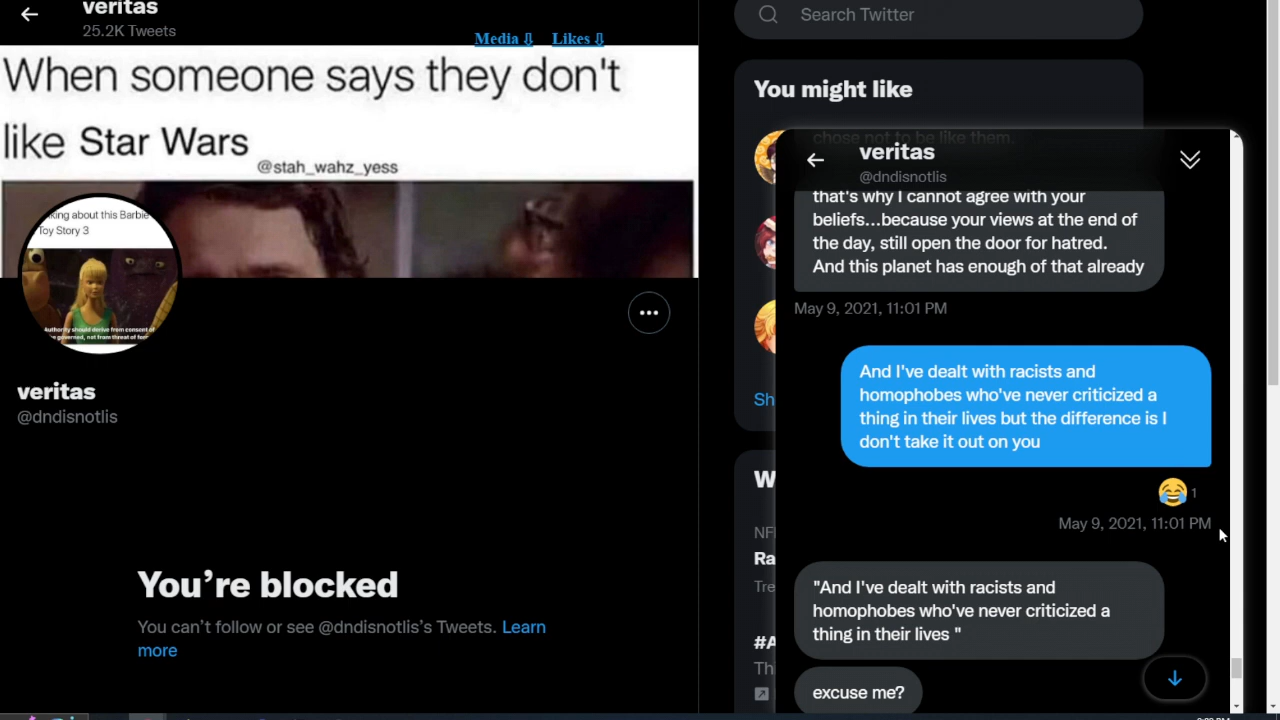 veritas
25.2K Tweets
Media ⇩ Likes ⇩
When someone says they don't
like Star Wars
@stah_wahz_yess
king about this Barbie
Toy Story 3
Authority should derive from consent of
governed, not from threat of
veritas
@dndisnotlis
You're blocked
You can't follow or see @dndisnotlis's Tweets. Learn
more
Search Twitter
You might like
Sh
W
NF
Ra
Tre
#A
Th
chose not to be like them.
veritas
@dndisnotlis
that's why I cannot agree with your
beliefs...because your views at the end of
the day, still open the door for hatred.
And this planet has enough of that already
May 9, 2021, 11:01 PM
And I've dealt with racists and
homophobes who've never criticized a
thing in their lives but the difference is I
don't take it out on you
😂 1
May 9, 2021, 11:01 PM
"And I've dealt with racists and
homophobes who've never criticized a
thing in their lives "
excuse me?